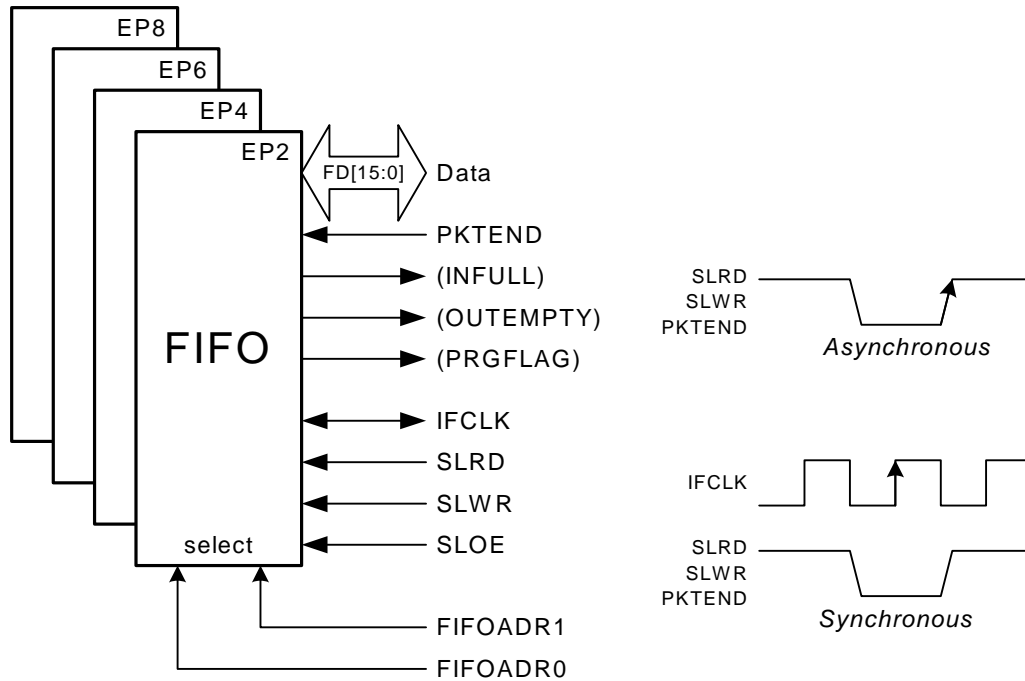 EP8
EP6
EP4
EP2
FD[15:0]
Data
PKTEND
(INFULL)
(OUTEMPTY)
(PRGFLAG)
FIFO
IFCLK
SLRD
SLWR
SLOE
select
FIFOADR1
FIFOADR0
SLRD
SLWR
PKTEND
Asynchronous
IFCLK
SLRD
SLWR
PKTEND
Synchronous